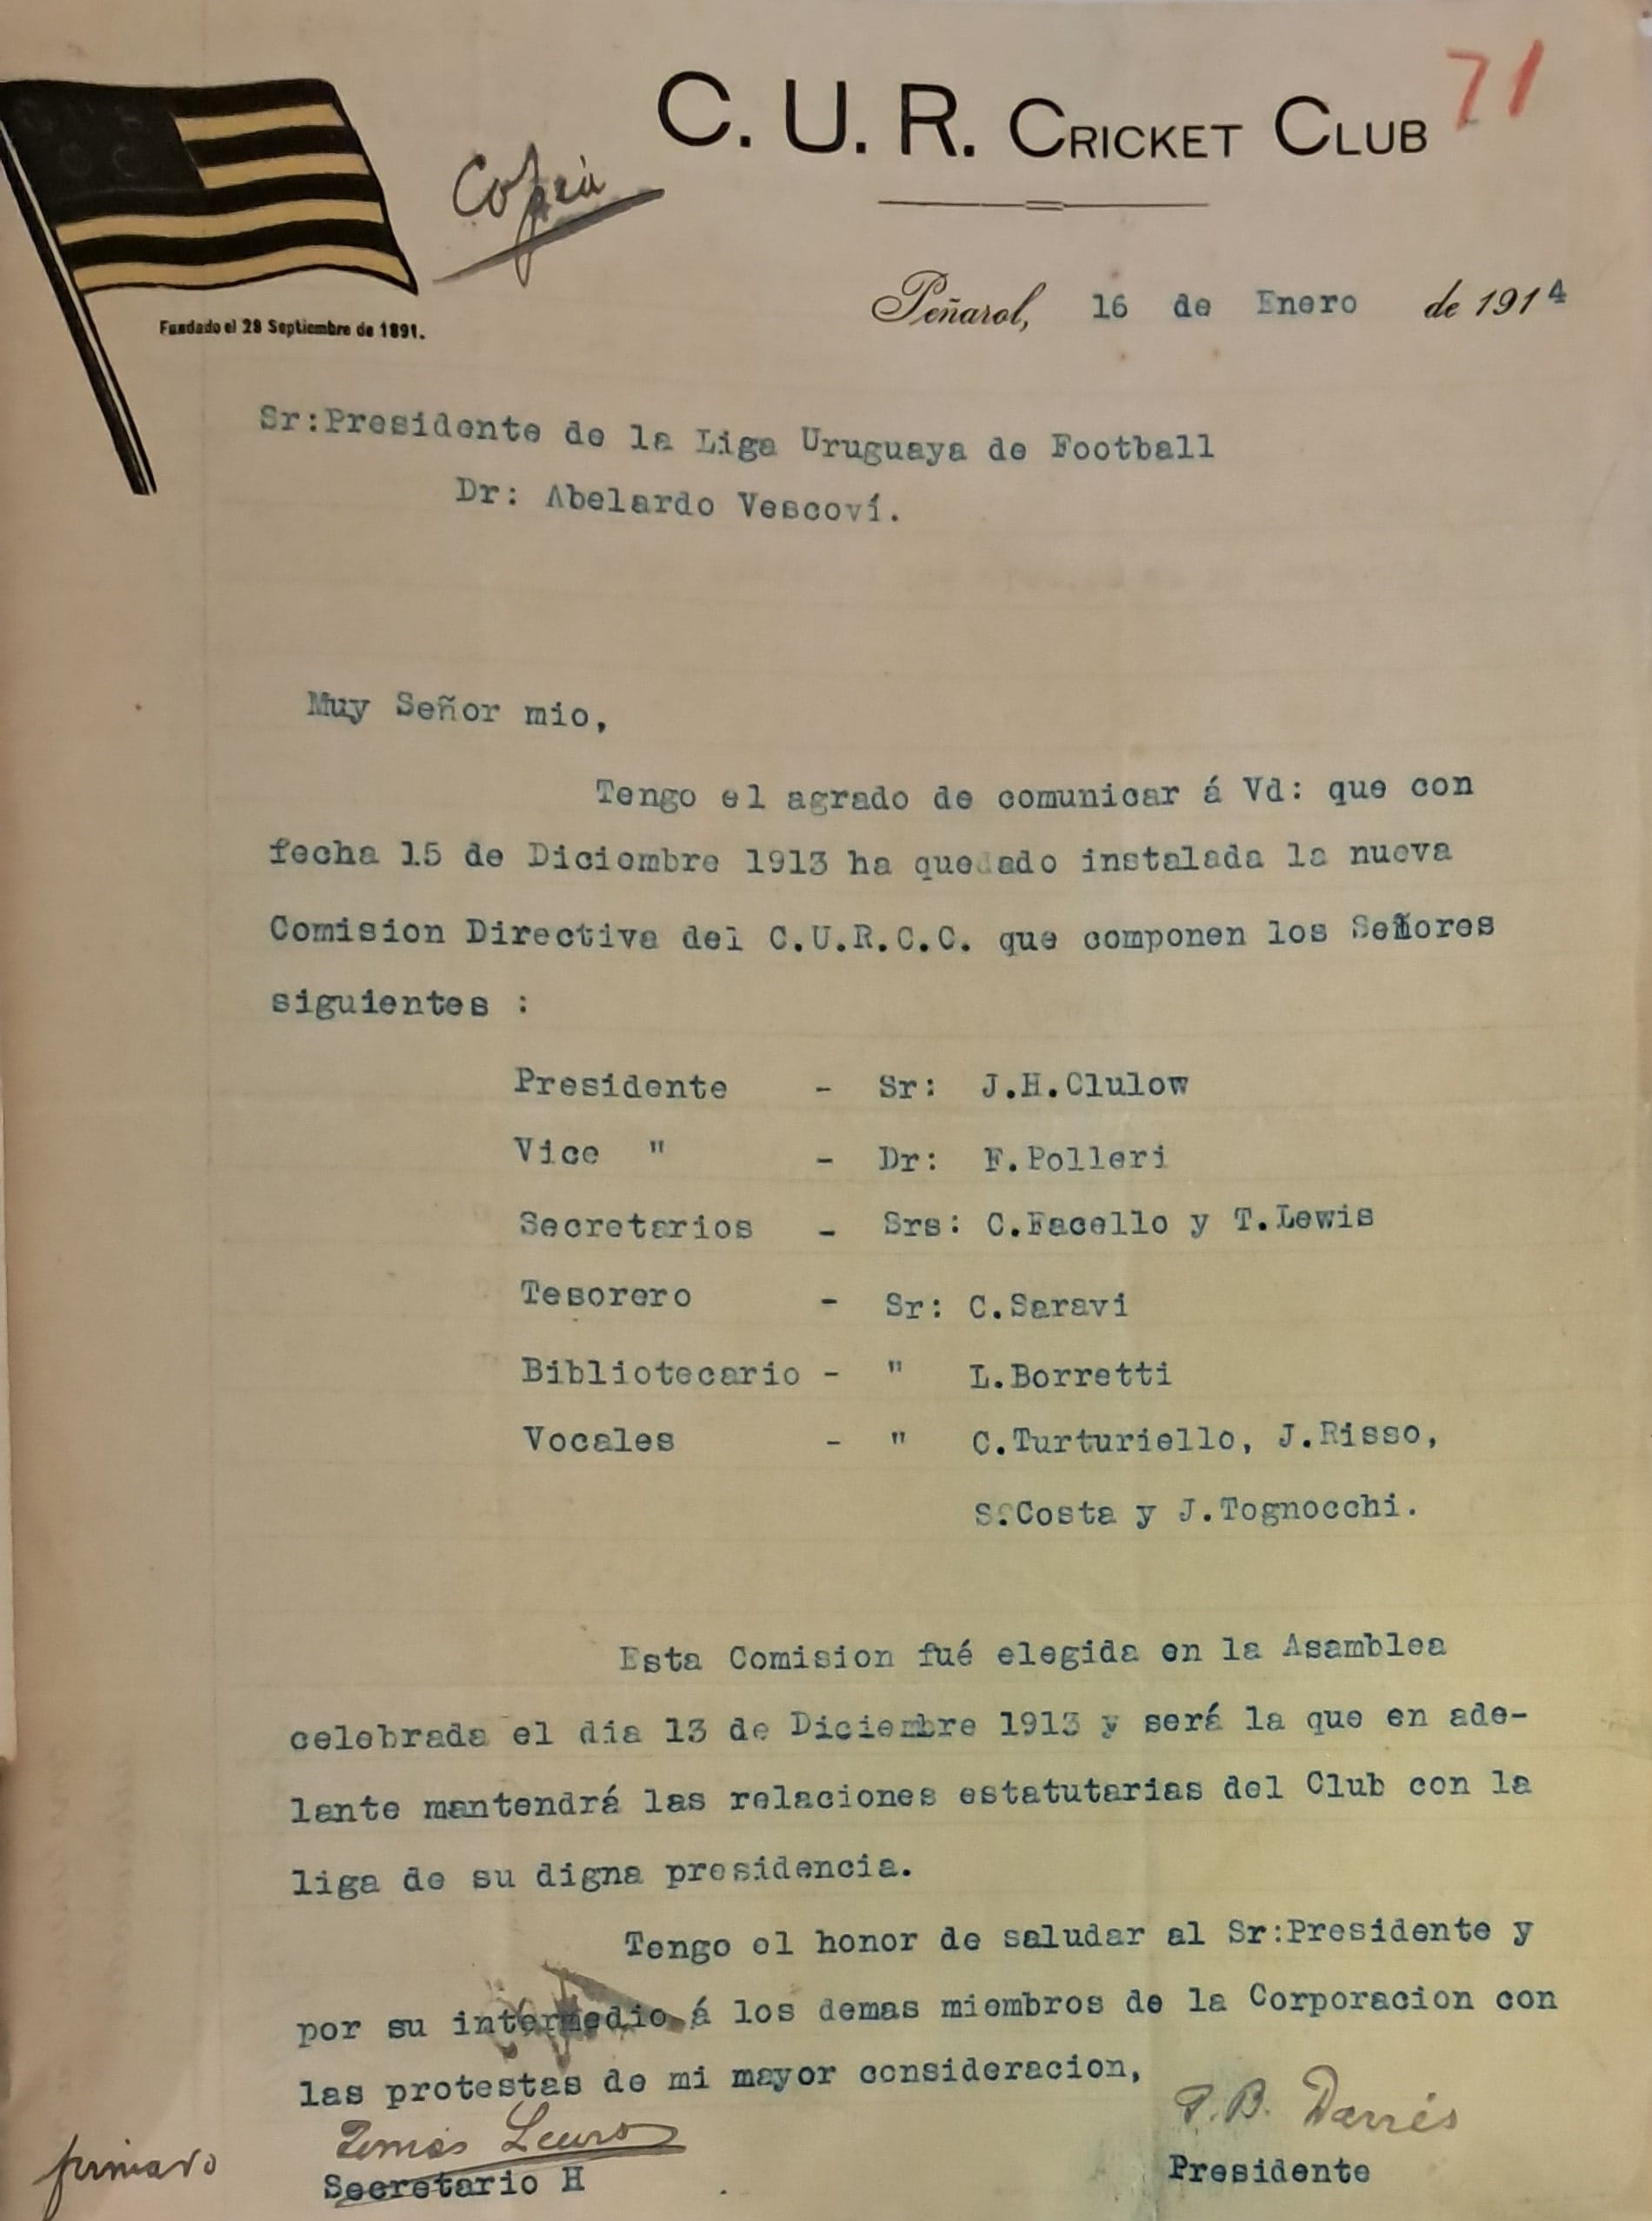 C. U. R. CRICKET CLUB
71
Copia
Peñarol, 16 de Enero de 1914
Fundado el 28 Septiembre de 1891.
Sr:Presidente de la Liga Uruguaya de Football
Dr: Abelardo Vescoví.
Muy Señor mio,
Tengo el agrado de comunicar á Vd: que con
fecha 15 de Diciembre 1913 ha quedado instalada la nueva
Comision Directiva del C.U.R.C.C. que componen los Señores
siguientes :
Presidente - Sr: J.H.Clulow
Vice " - Dr: F.Polleri
Secretarios - Srs: C.Facello y T.Lewis
Tesorero - Sr: C.Saravi
Bibliotecario - " L.Borretti
Vocales - " C.Turturiello, J.Risso,
S.Costa y J.Tognocchi.
Esta Comision fué elegida en la Asamblea
celebrada el dia 13 de Diciembre 1913 y será la que en ade-
lante mantendrá las relaciones estatutarias del Club con la
liga de su digna presidencia.
Tengo el honor de saludar al Sr:Presidente y
por su intermedio á los demas miembros de la Corporacion con
las protestas de mi mayor consideracion,
firmado Tomás P.B.
Secretario H Presidente